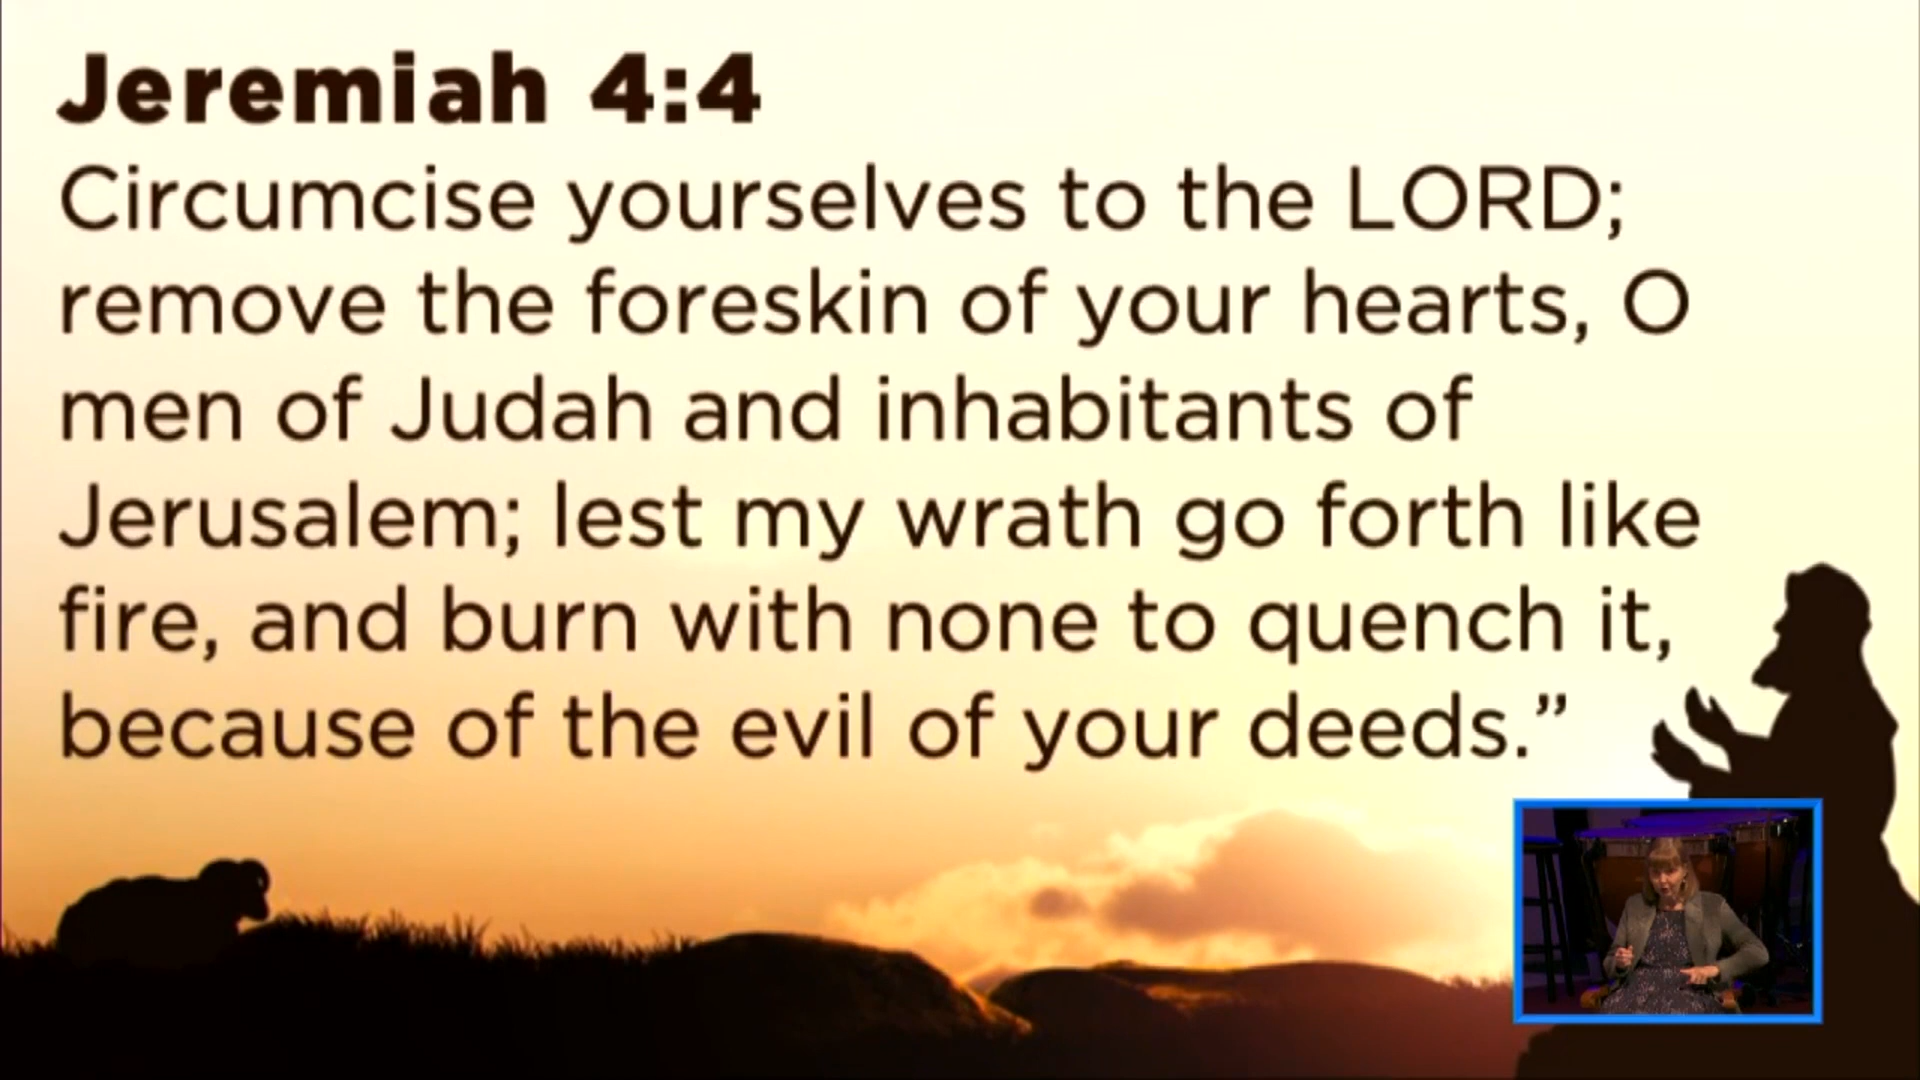 Jeremiah 4:4
Circumcise yourselves to the LORD;
remove the foreskin of your hearts, O
men of Judah and inhabitants of
Jerusalem; lest my wrath go forth like
fire, and burn with none to quench it,
because of the evil of your deeds.”